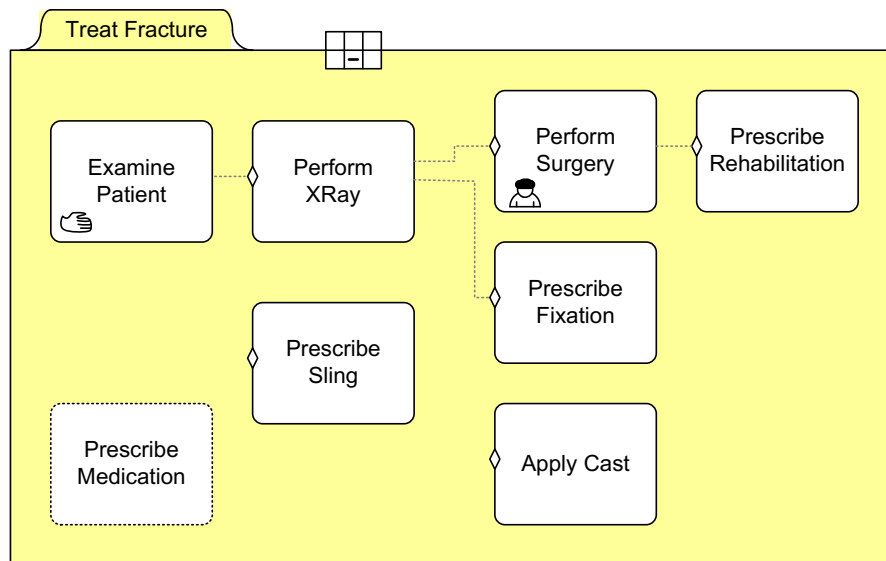 Treat Fracture
Examine
Patient
Perform
XRay
Perform
Surgery
Prescribe
Rehabilitation
Prescribe
Fixation
Prescribe
Sling
Prescribe
Medication
Apply Cast